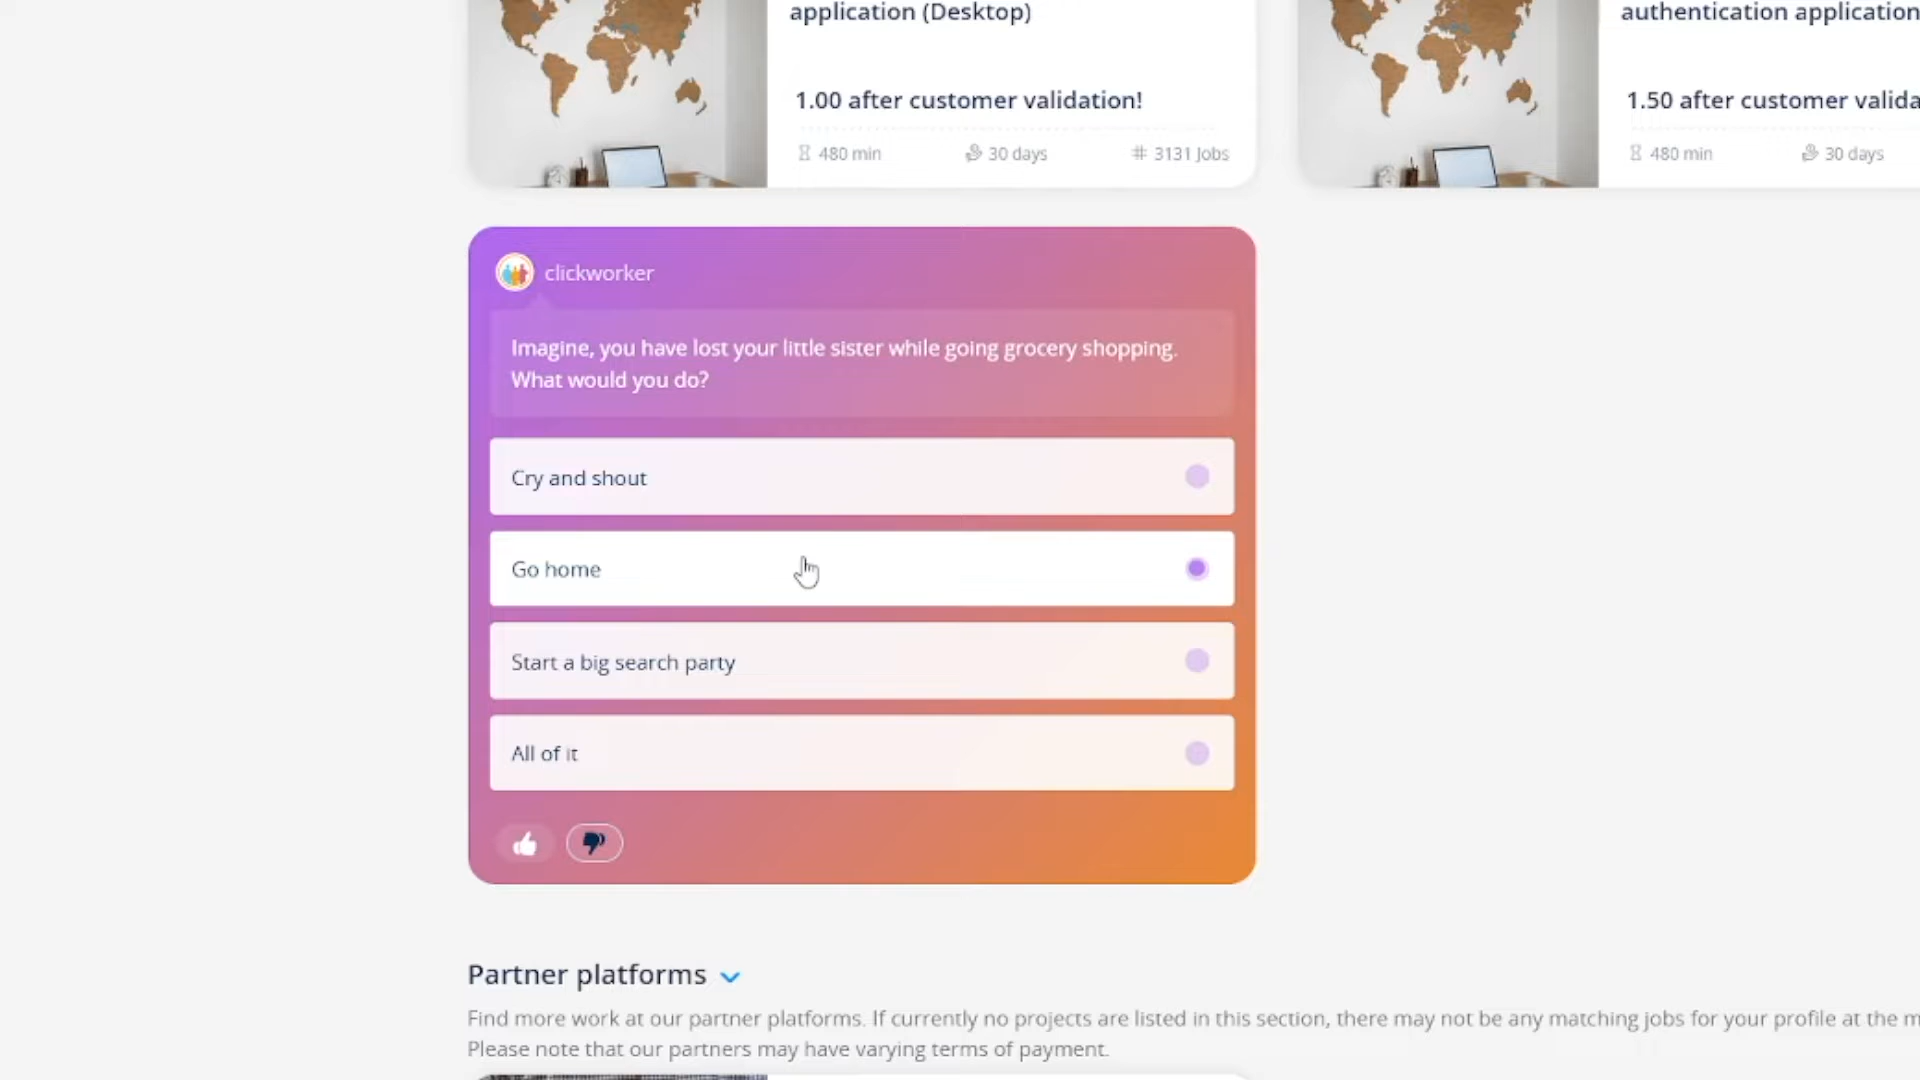 application (Desktop)
authentication application
1.00 after customer validation!
1.50 after customer valida
480 min
30 days
# 3131 Jobs
480 min
30 days
clickworker
Imagine, you have lost your little sister while going grocery shopping.
What would you do?
Cry and shout
Go home
Start a big search party
All of it
Partner platforms
Find more work at our partner platforms. If currently no projects are listed in this section, there may not be any matching jobs for your profile at the m
Please note that our partners may have varying terms of payment.